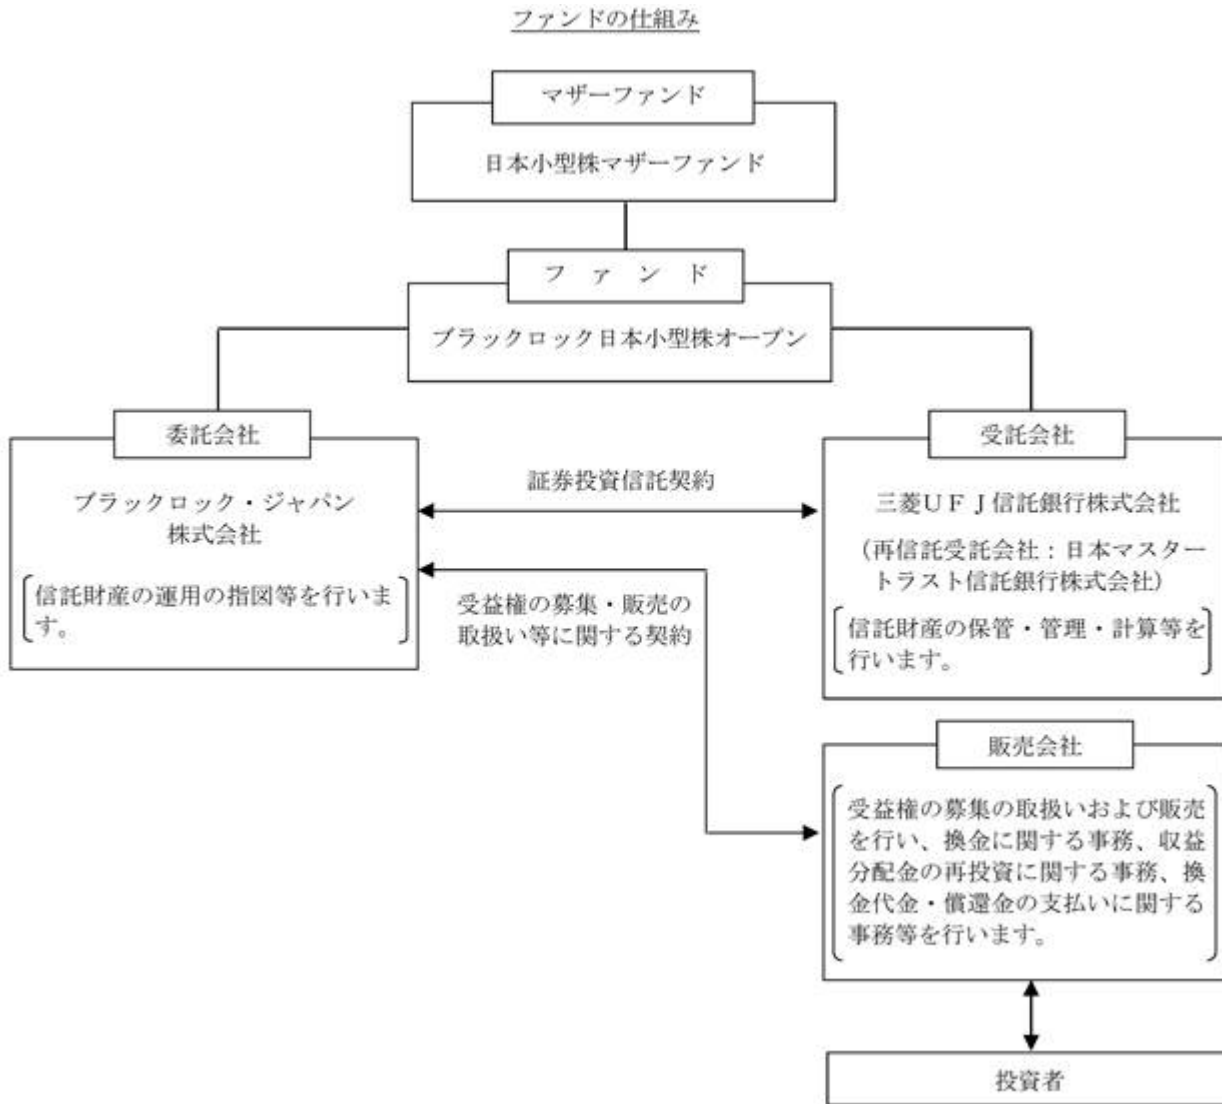 ファンドの仕組み
マザーファンド
日本小型株マザーファンド
ファンド
ブラックロック日本小型株オープン
委託会社
ブラックロック・ジャパン
株式会社
信託財産の運用の指図等を行いま
す。
証券投資信託契約
受益権の募集・販売の
取扱い等に関する契約
受託会社
三菱UFJ信託銀行株式会社
(再信託受託会社:日本マスター
トラスト信託銀行株式会社)
信託財産の保管・管理・計算等を
行います。
販売会社
受益権の募集の取扱いおよび販売
を行い、換金に関する事務、収益
分配金の再投資に関する事務、換
金代金・償還金の支払いに関する
事務等を行います。
投資者